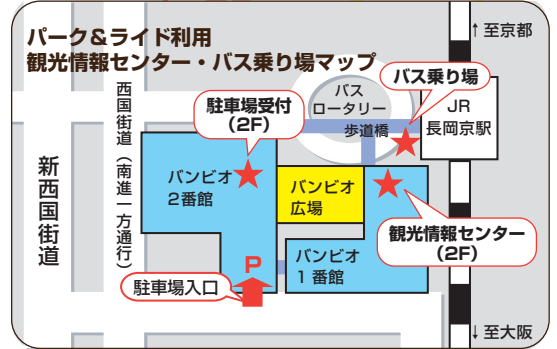 パーク&ライド利用
観光情報センター・バス乗り場マップ
↑至京都
バス乗り場
バス
ロータリー
JR
長岡京駅
歩道橋
駐車場受付
(2F)
西国街道(南進一方通行)
新西国街道
バンビオ
2番館
バンビオ
広場
観光情報センター
(2F)
バンビオ
1番館
P
駐車場入口
↓至大阪